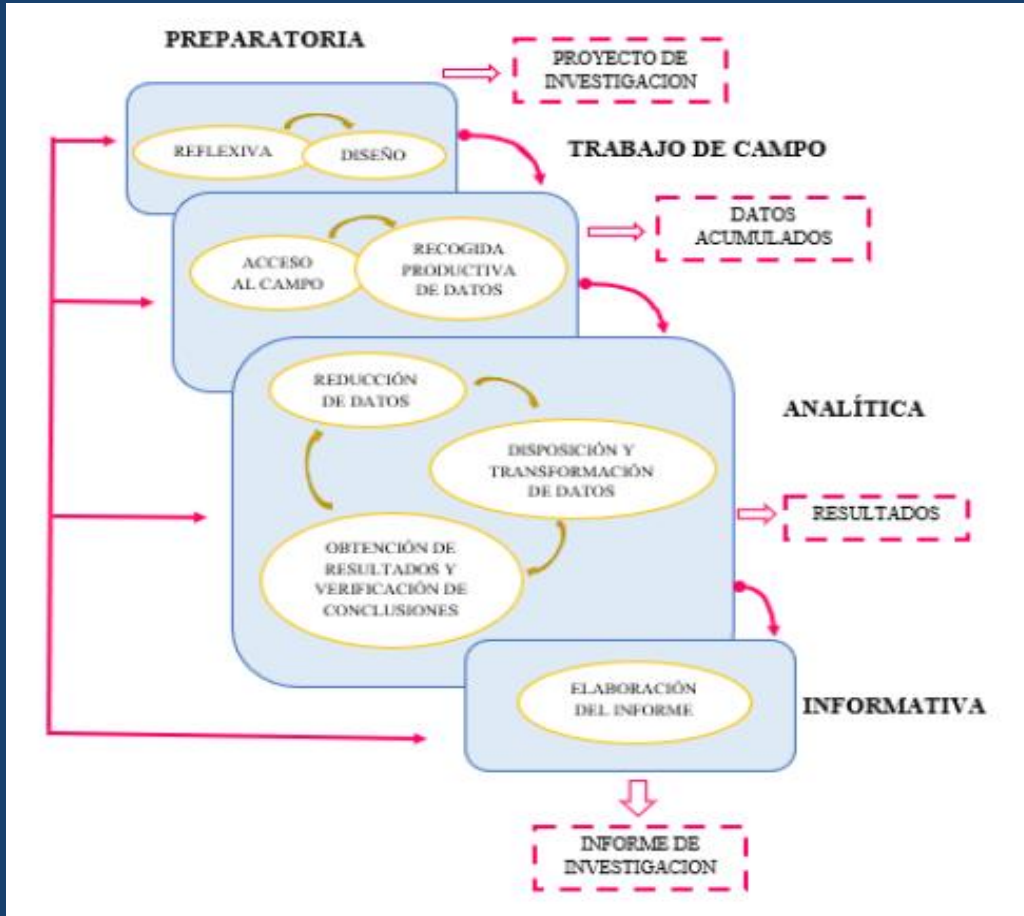 PREPARATORIA
PROYECTO DE
INVESTIGACION
REFLEXIVA
DISEÑO
TRABAJO DE CAMPO
DATOS
ACUMULADOS
ACCESO
AL CAMPO
RECOGIDA
PRODUCTIVA
DE DATOS
REDUCCIÓN
DE DATOS
ANALÍTICA
DISPOSICIÓN Y
TRANSFORMACIÓN
DE DATOS
RESULTADOS
OBTENCIÓN DE
RESULTADOS Y
VERIFICACIÓN DE
CONCLUSIONES
ELABORACIÓN
DEL INFORME
INFORMATIVA
INFORME DE
INVESTIGACION